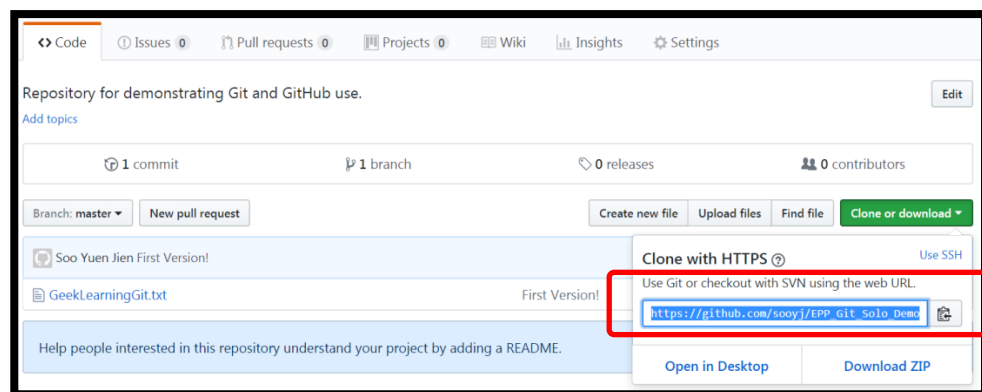 <> Code Issues 0 Pull requests 0 Projects 0 Wiki Insights Settings
Repository for demonstrating Git and GitHub use. Edit
Add topics
1 commit 1 branch 0 releases 0 contributors
Branch: master New pull request Create new file Upload files Find file Clone or download
Soo Yuen Jien First Version!
GeekLearningGit.txt First Version!
Help people interested in this repository understand your project by adding a README.
Clone with HTTPS Use SSH
Use Git or checkout with SVN using the web URL.
https://github.com/sooyj/EPP_Git_Solo_Demo
Open in Desktop Download ZIP